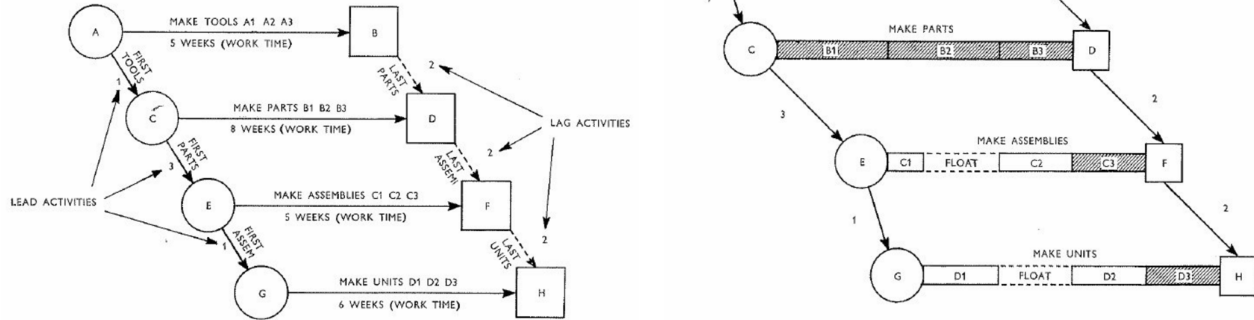 A
MAKE TOOLS A1 A2 A3
5 WEEKS (WORK TIME)
B
FIRST
TOOLS
1
LAST
PARTS
2
C
MAKE PARTS B1 B2 B3
8 WEEKS (WORK TIME)
D
LAG ACTIVITIES
FIRST
PARTS
3
LAST
ASSEM
2
LEAD ACTIVITIES
E
MAKE ASSEMBLIES C1 C2 C3
5 WEEKS (WORK TIME)
F
FIRST
ASSEM
1
LAST
UNITS
2
G
MAKE UNITS D1 D2 D3
6 WEEKS (WORK TIME)
H
MAKE PARTS
C
B1
B2
B3
D
3
2
MAKE ASSEMBLIES
E
C1
FLOAT
C2
C3
F
1
2
MAKE UNITS
G
D1
FLOAT
D2
D3
H